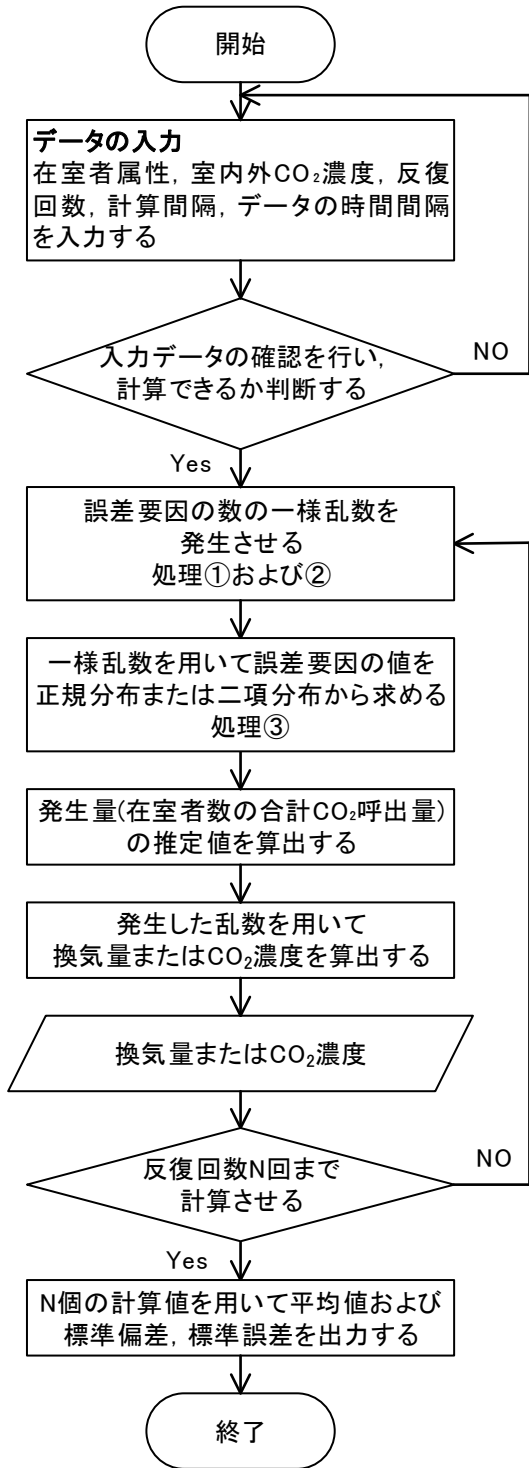 開始
データの入力
在室者属性, 室内外CO₂濃度, 反復
回数, 計算間隔, データの時間間隔
を入力する
入力データの確認を行い,
計算できるか判断する
NO
Yes
誤差要因の数の一様乱数を
発生させる
処理①および②
一様乱数を用いて誤差要因の値を
正規分布または二項分布から求める
処理③
発生量(在室者数の合計CO₂呼出量)
の推定値を算出する
発生した乱数を用いて
換気量またはCO₂濃度を算出する
換気量またはCO₂濃度
反復回数N回まで
計算させる
NO
Yes
N個の計算値を用いて平均値および
標準偏差, 標準誤差を出力する
終了